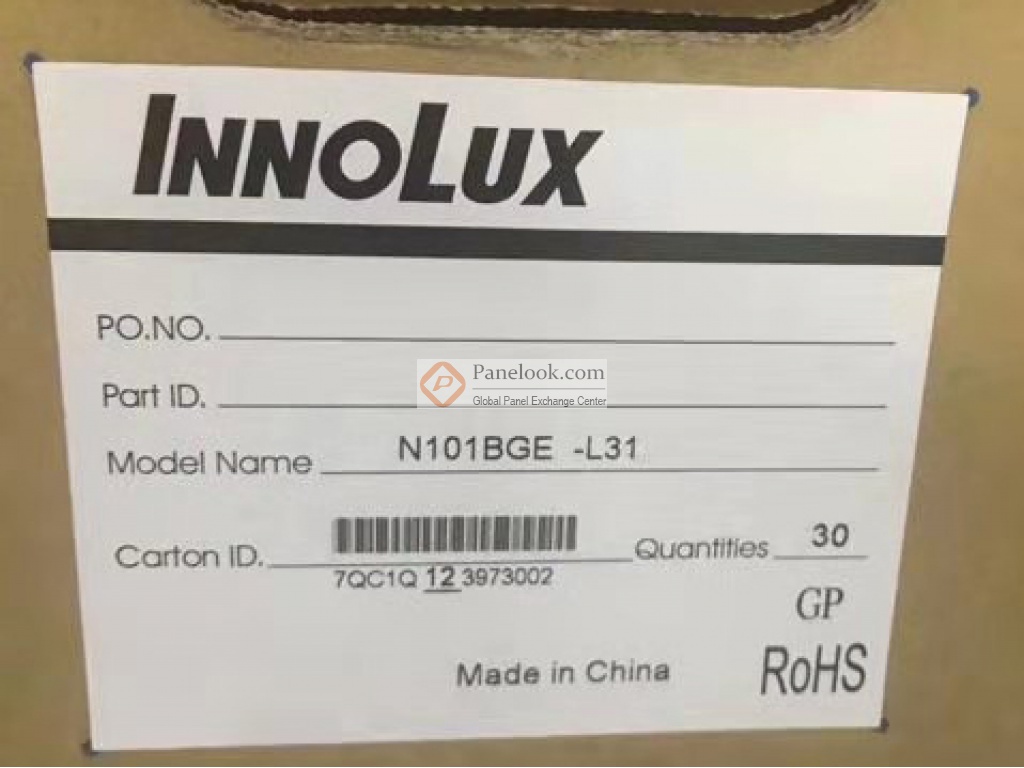 INNOLUX
PO.NO.
Panelook.com
Global Panel Exchange Center
Part ID.
Model Name N101BGE -L31
Carton ID. Quantities 30
7QC1Q 12 3973002
GP
Made in China RoHS